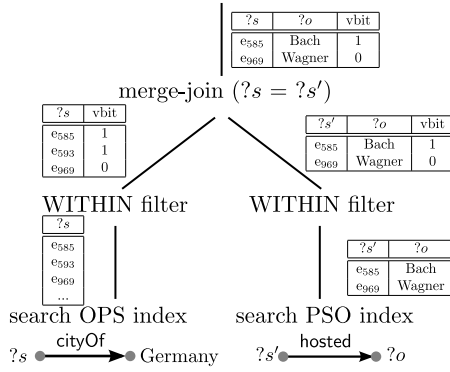 ?s ?o vbit
e585 Bach 1
e969 Wagner 0
merge-join (?s = ?s′)
?s vbit
e585 1
e593 1
e969 0
?s′ ?o vbit
e585 Bach 1
e969 Wagner 0
WITHIN filter WITHIN filter
?s
e585
e593
e969
...
?s′ ?o
e585 Bach
e969 Wagner
search OPS index search PSO index
cityOf hosted
?s Germany ?s′ ?o